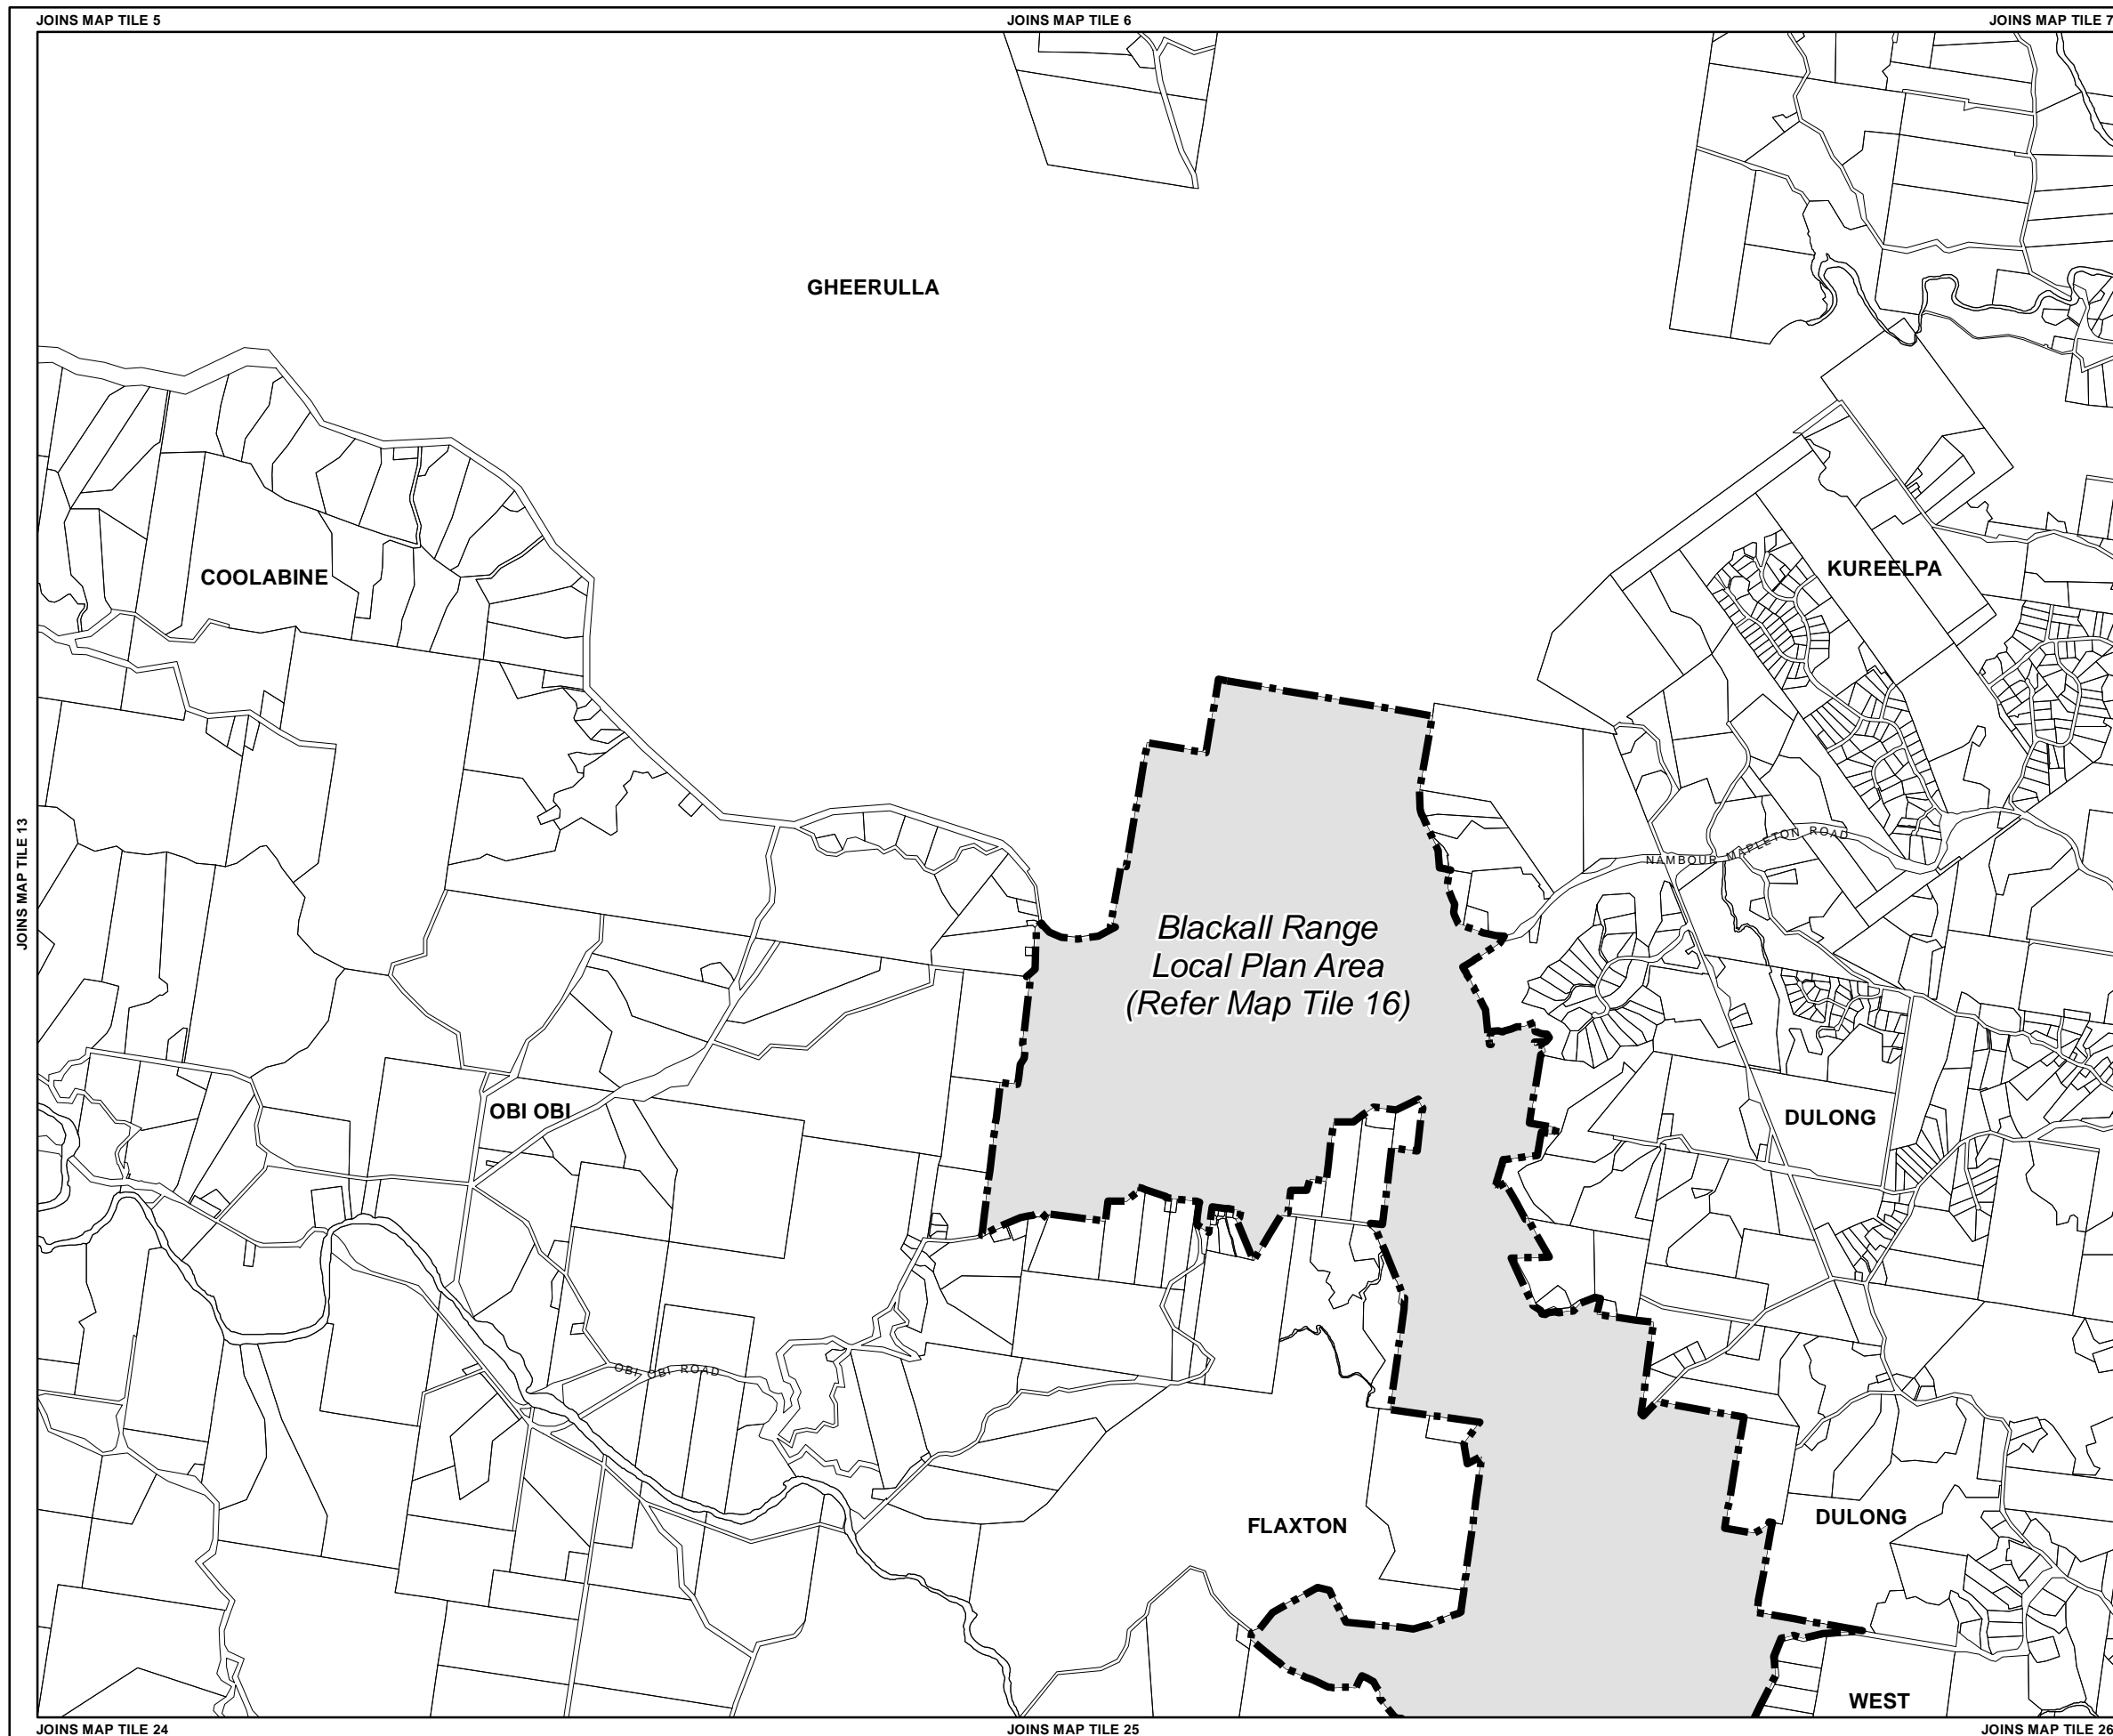 JOINS MAP TILE 5
JOINS MAP TILE 6
JOINS MAP TILE 7
GHEERULLA
COOLABINE
KUREELPA
JOINS MAP TILE 13
NAMBOUR MAPLETON ROAD
Blackall Range
Local Plan Area
(Refer Map Tile 16)
OBI OBI
DULONG
OBI OBI ROAD
FLAXTON
DULONG
WEST
JOINS MAP TILE 24
JOINS MAP TILE 25
JOINS MAP TILE 26